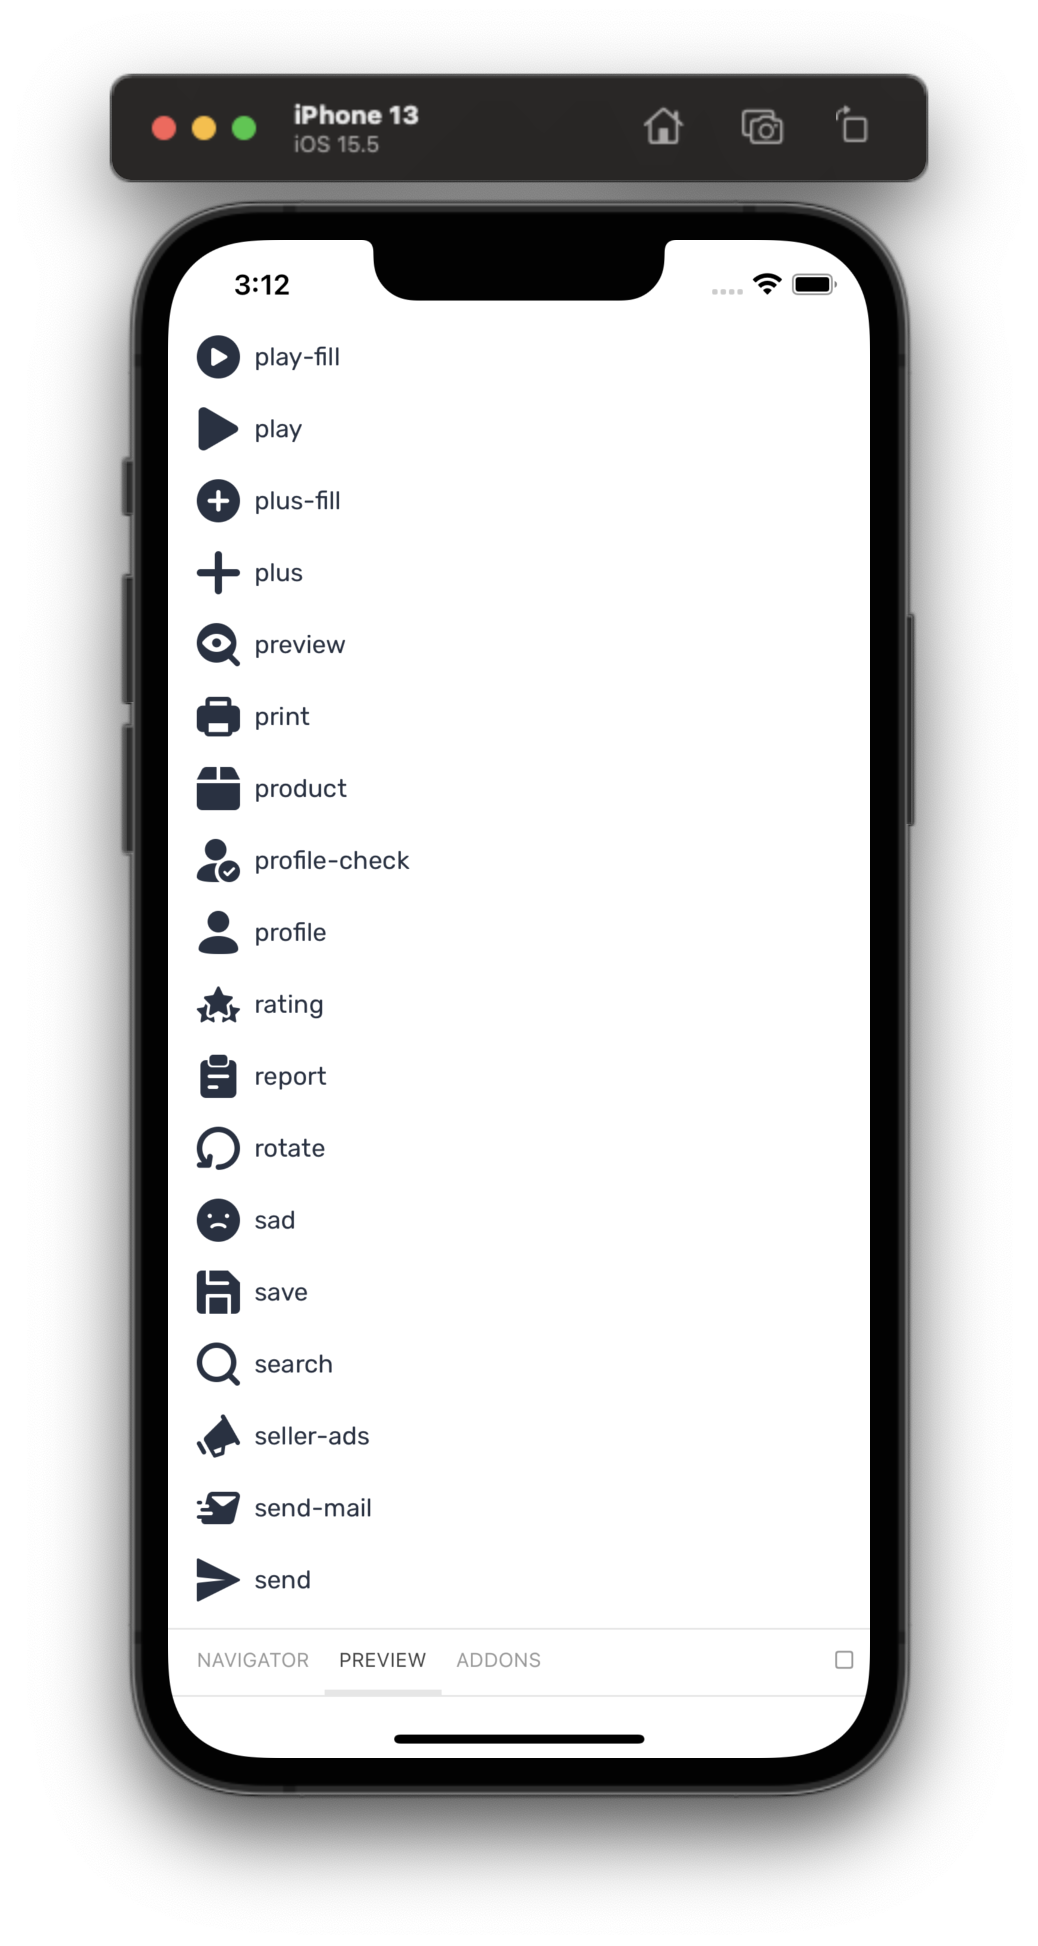 iPhone 13
iOS 15.5
3:12
play-fill
play
plus-fill
plus
preview
print
product
profile-check
profile
rating
report
rotate
sad
save
search
seller-ads
send-mail
send
NAVIGATOR PREVIEW ADDONS